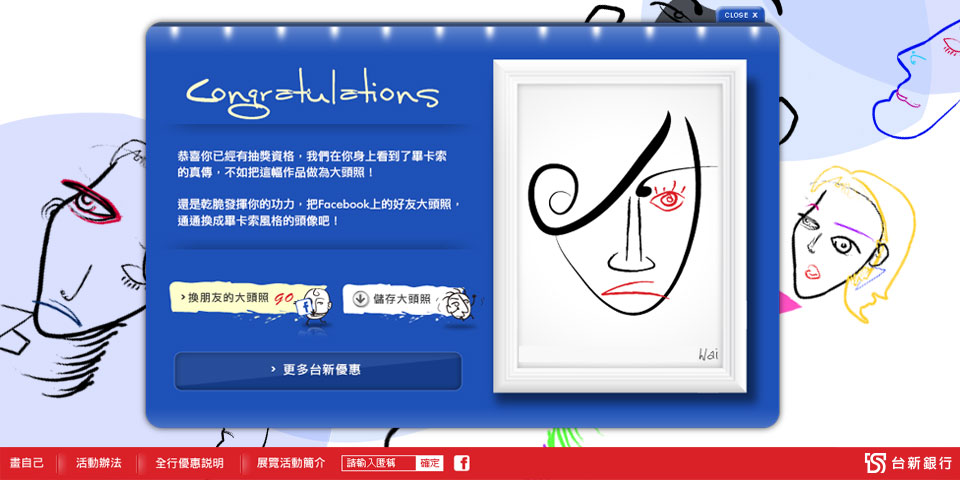 CLOSE X
Congratulations
恭喜你已經有抽獎資格，我們在你身上看到了畢卡索
的真傳，不如把這幅作品做為大頭照！
還是乾脆發揮你的功力，把Facebook上的好友大頭照，
通通換成畢卡索風格的頭像吧！
> 換朋友的大頭照 go
f
儲存大頭照
> 更多台新優惠
Wai
畫自己
活動辦法
全行優惠說明
展覽活動簡介
請輸入匿稱
確定
f
台新銀行